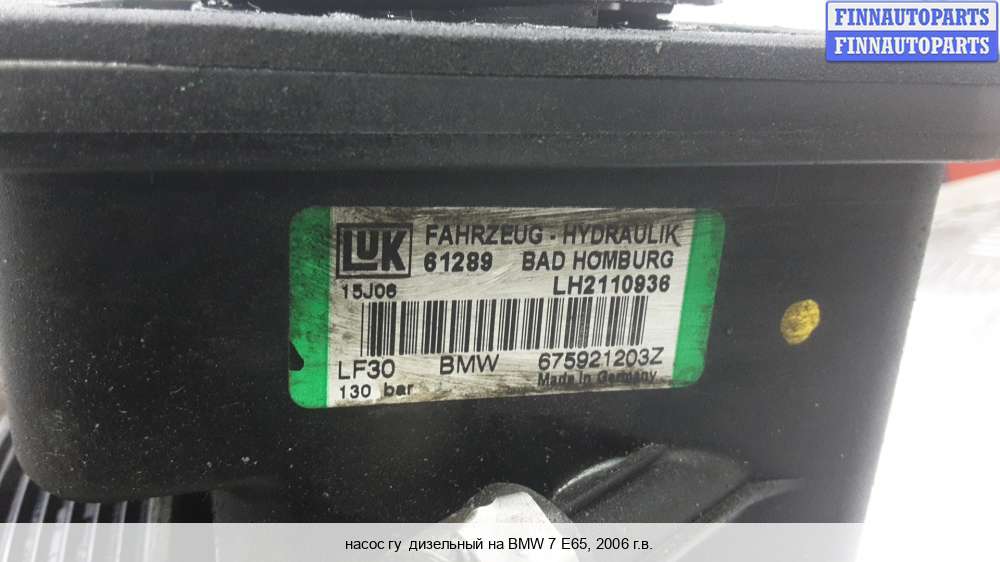 FINNAUTOPARTS
FINNAUTOPARTS
LUK
FAHRZEUG - HYDRAULIK
61289 BAD HOMBURG
15J06 LH2110936
LF30 BMW 675921203Z
130 bar Made in Germany
насос гу дизельный на BMW 7 E65, 2006 г.в.